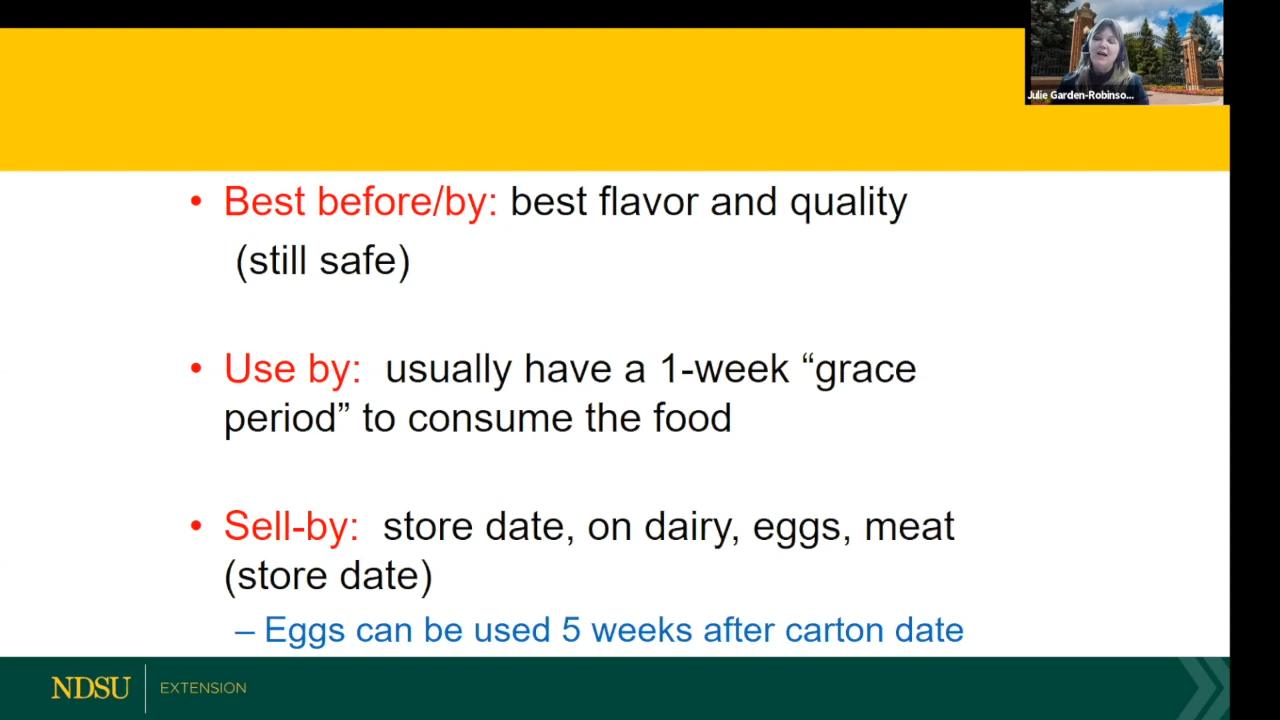 Julie Garden-Robinso...
• Best before/by: best flavor and quality
(still safe)
• Use by: usually have a 1-week “grace
period” to consume the food
• Sell-by: store date, on dairy, eggs, meat
(store date)
– Eggs can be used 5 weeks after carton date
NDSU EXTENSION